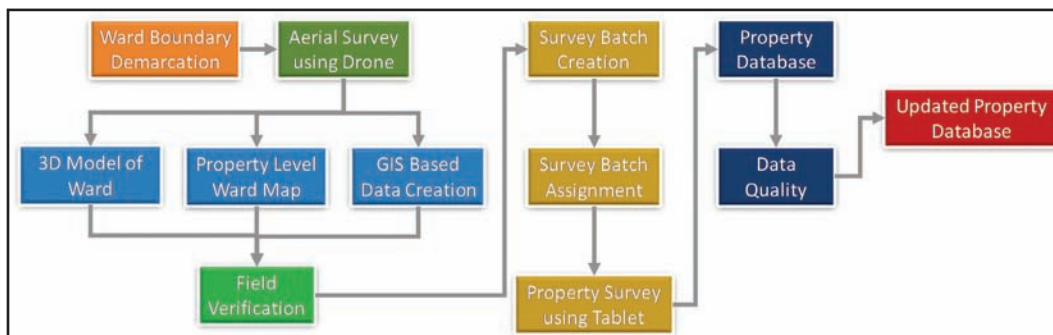 Ward Boundary
Demarcation
Aerial Survey
using Drone
3D Model of
Ward
Property Level
Ward Map
GIS Based
Data Creation
Field
Verification
Survey Batch
Creation
Survey Batch
Assignment
Property Survey
using Tablet
Property
Database
Data
Quality
Updated Property
Database